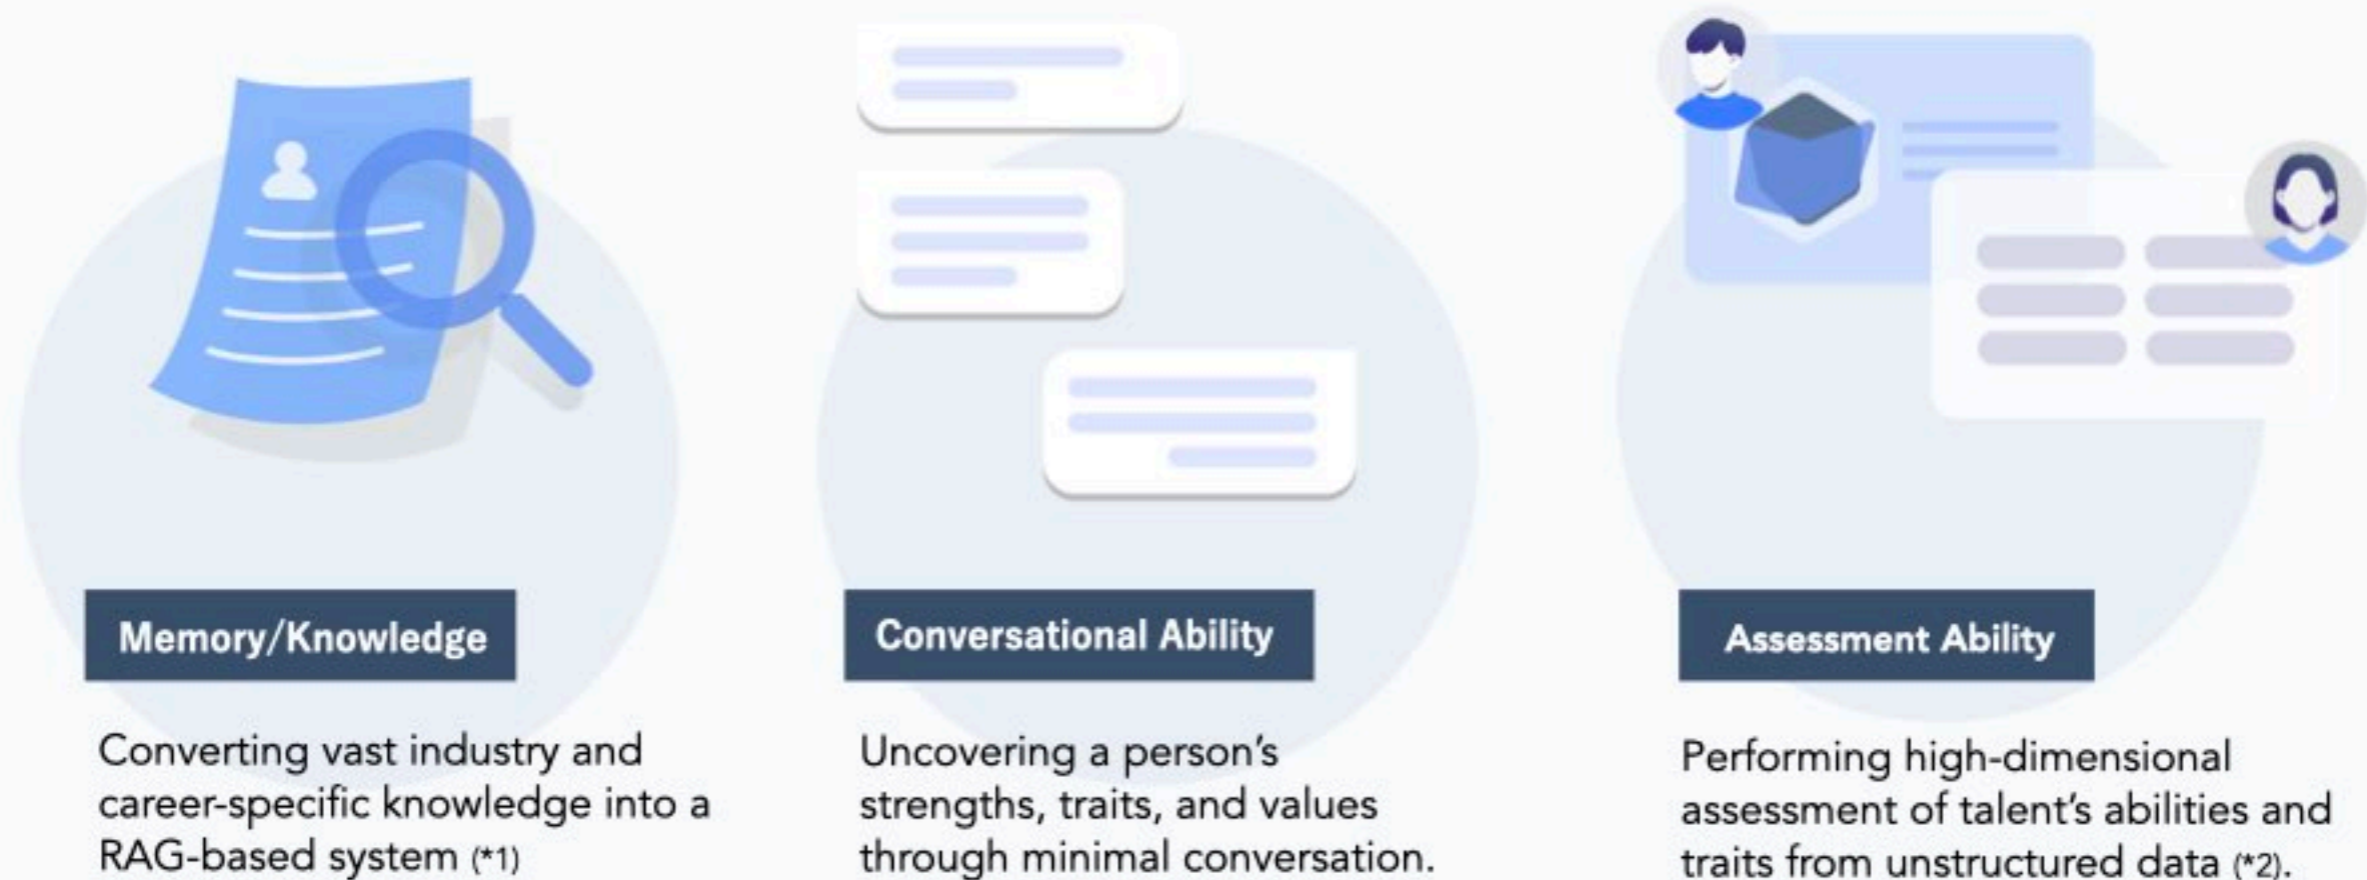 Memory/Knowledge
Converting vast industry and
career-specific knowledge into a
RAG-based system (*1)
Conversational Ability
Uncovering a person’s
strengths, traits, and values
through minimal conversation.
Assessment Ability
Performing high-dimensional
assessment of talent’s abilities and
traits from unstructured data (*2).